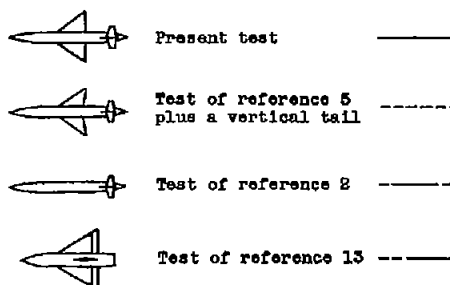 Present test
Test of reference 5
plus a vertical tail
Test of reference 2
Test of reference 13